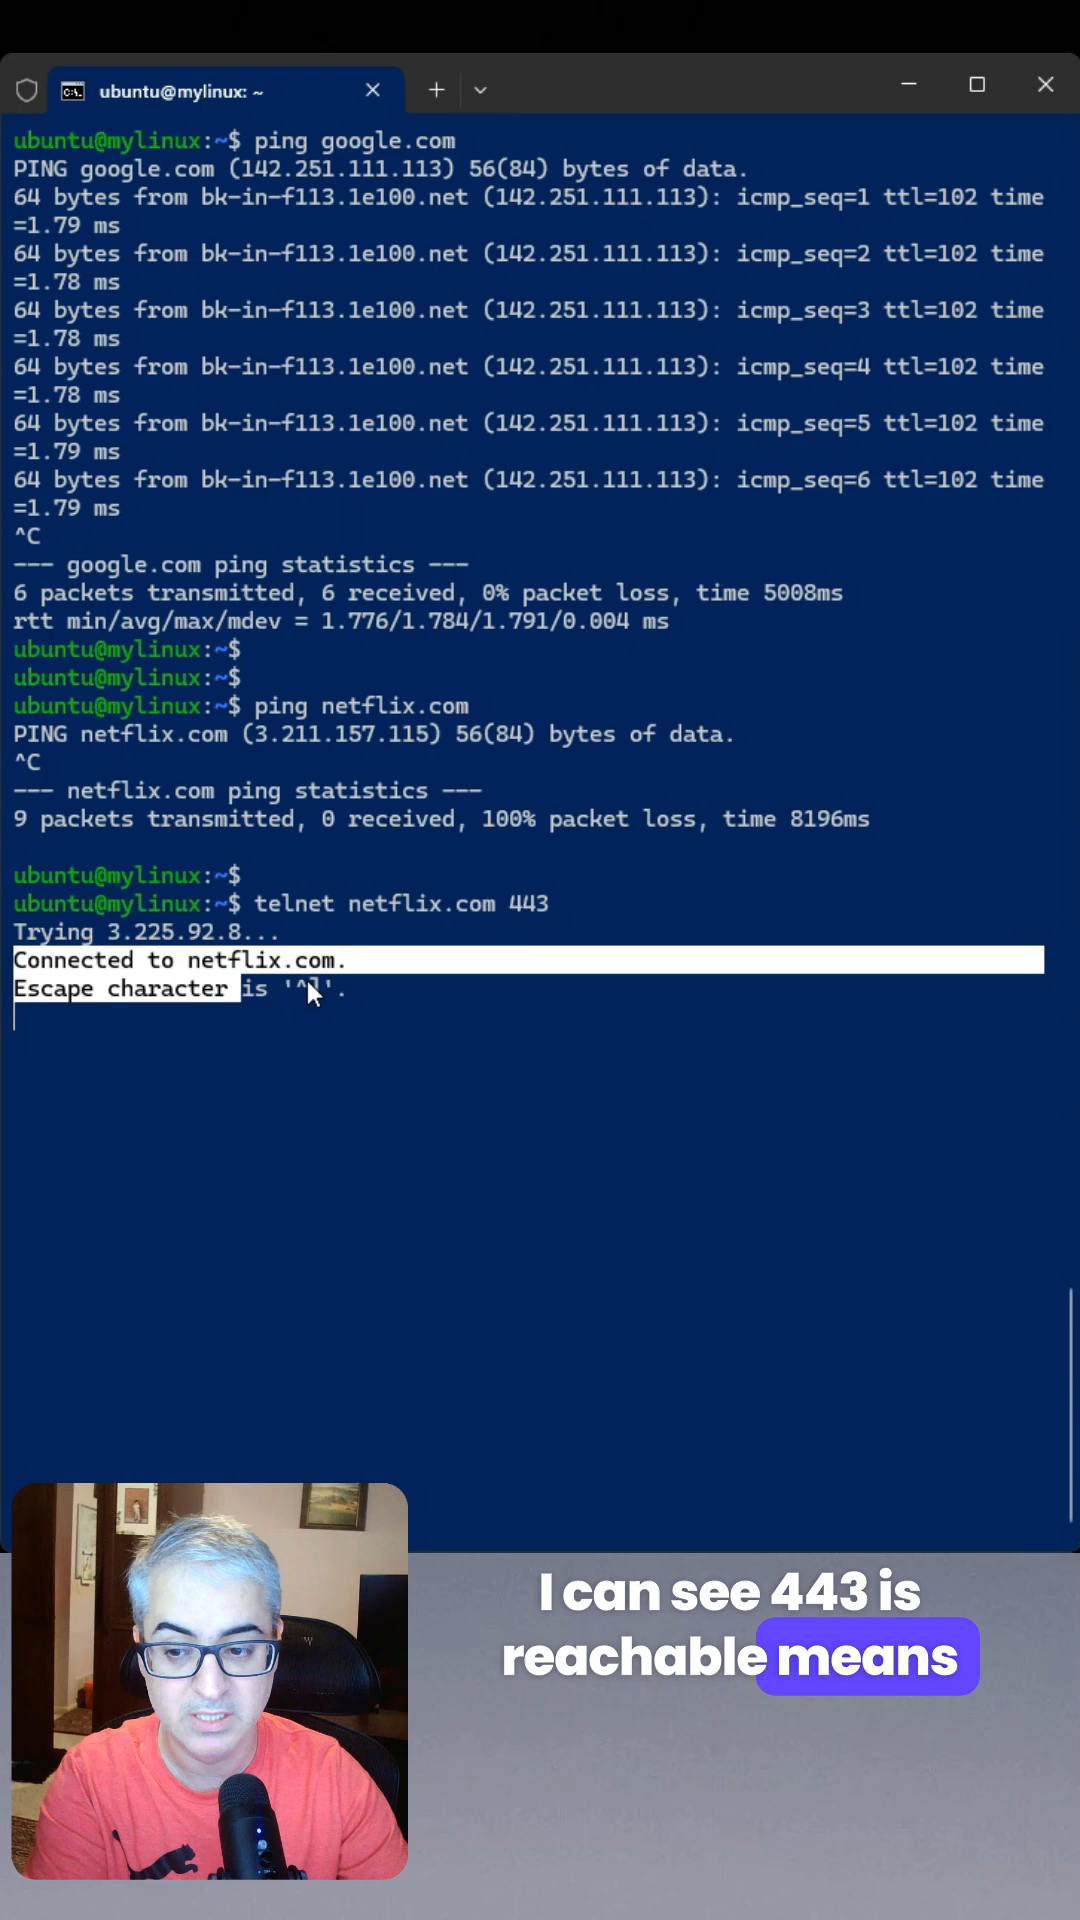 ubuntu@mylinux: ~
ubuntu@mylinux:~$ ping google.com
PING google.com (142.251.111.113) 56(84) bytes of data.
64 bytes from bk-in-f113.1e100.net (142.251.111.113): icmp_seq=1 ttl=102 time
=1.79 ms
64 bytes from bk-in-f113.1e100.net (142.251.111.113): icmp_seq=2 ttl=102 time
=1.78 ms
64 bytes from bk-in-f113.1e100.net (142.251.111.113): icmp_seq=3 ttl=102 time
=1.78 ms
64 bytes from bk-in-f113.1e100.net (142.251.111.113): icmp_seq=4 ttl=102 time
=1.78 ms
64 bytes from bk-in-f113.1e100.net (142.251.111.113): icmp_seq=5 ttl=102 time
=1.79 ms
64 bytes from bk-in-f113.1e100.net (142.251.111.113): icmp_seq=6 ttl=102 time
=1.79 ms
^C
--- google.com ping statistics ---
6 packets transmitted, 6 received, 0% packet loss, time 5008ms
rtt min/avg/max/mdev = 1.776/1.784/1.791/0.004 ms
ubuntu@mylinux:~$
ubuntu@mylinux:~$
ubuntu@mylinux:~$ ping netflix.com
PING netflix.com (3.211.157.115) 56(84) bytes of data.
^C
--- netflix.com ping statistics ---
9 packets transmitted, 0 received, 100% packet loss, time 8196ms
ubuntu@mylinux:~$
ubuntu@mylinux:~$ telnet netflix.com 443
Trying 3.225.92.8...
Connected to netflix.com.
Escape character is '^]'.
I can see 443 is
reachable means